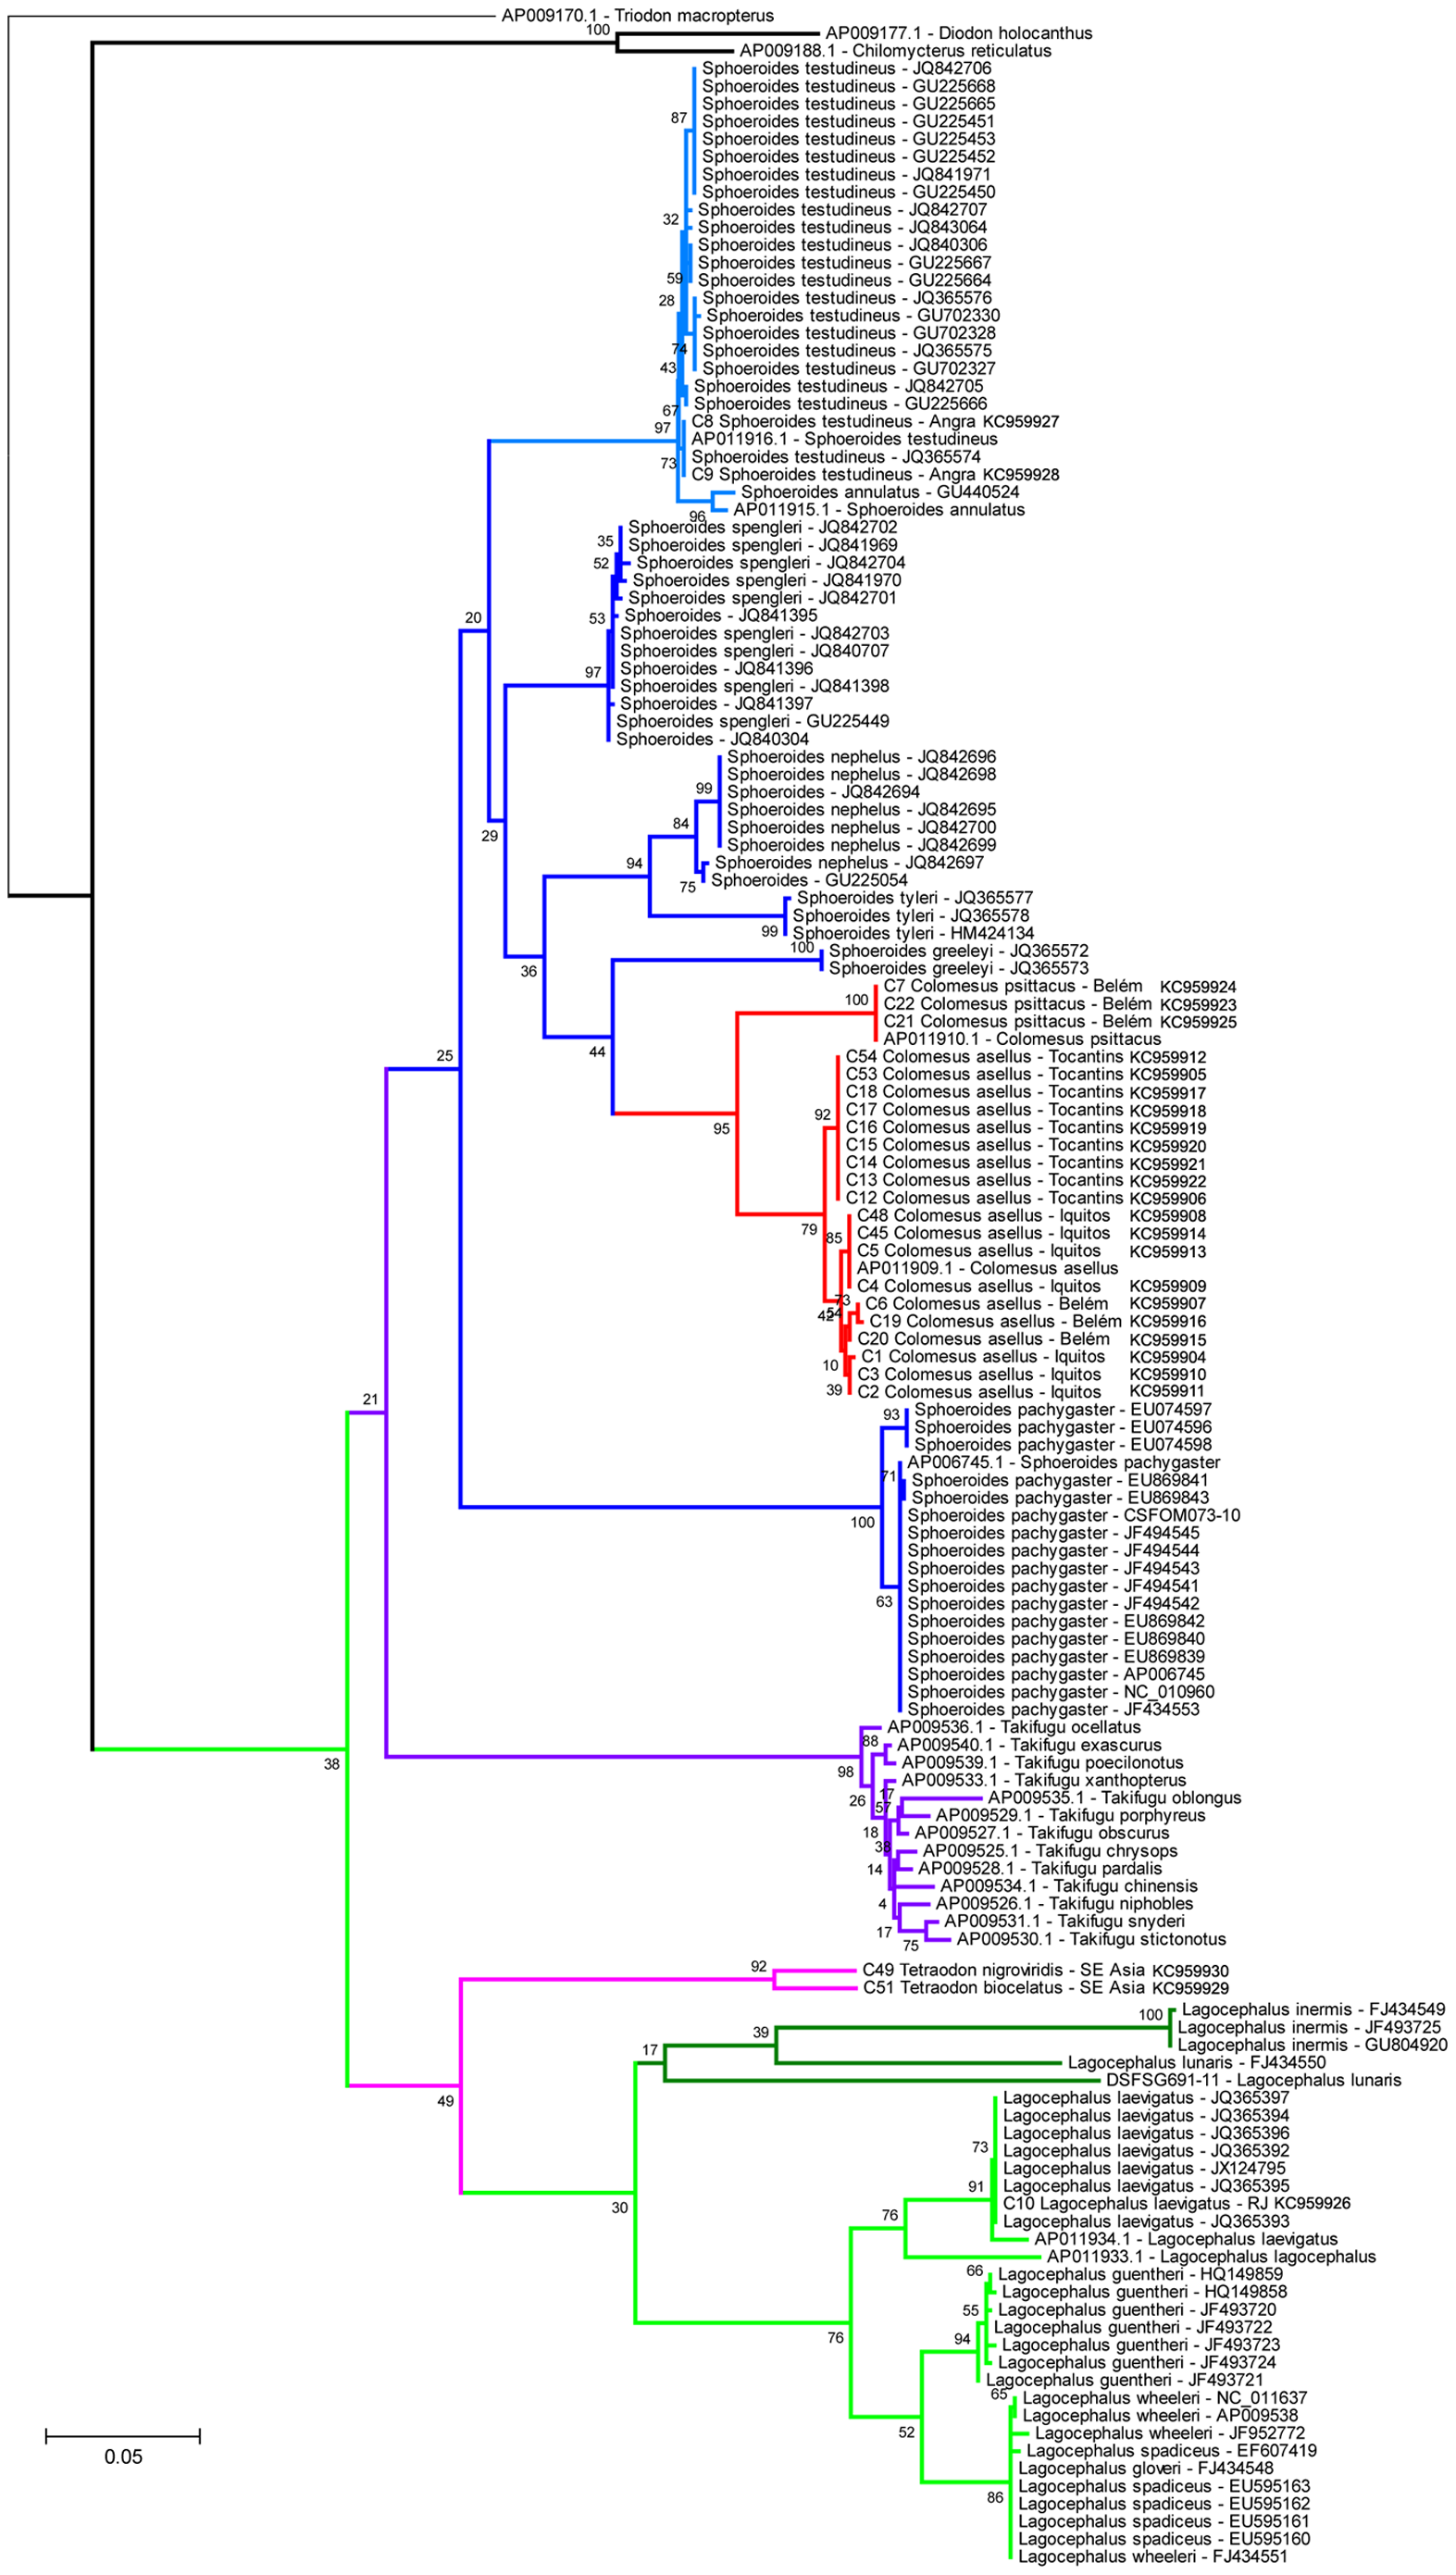 AP009170.1 - Triodon macropterus
100
AP009177.1 - Diodon holocanthus
AP009188.1 - Chilomycterus reticulatus
Sphoeroides testudineus - JQ842706
Sphoeroides testudineus - GU225668
Sphoeroides testudineus - GU225665
87
Sphoeroides testudineus - GU225451
Sphoeroides testudineus - GU225453
Sphoeroides testudineus - GU225452
Sphoeroides testudineus - JQ841971
Sphoeroides testudineus - GU225450
Sphoeroides testudineus - JQ842707
32
Sphoeroides testudineus - JQ843064
Sphoeroides testudineus - JQ840306
Sphoeroides testudineus - GU225667
59
Sphoeroides testudineus - GU225664
28
Sphoeroides testudineus - JQ365576
Sphoeroides testudineus - GU702330
Sphoeroides testudineus - GU702328
74
Sphoeroides testudineus - JQ365575
43
Sphoeroides testudineus - GU702327
Sphoeroides testudineus - JQ842705
67
Sphoeroides testudineus - GU225666
97
C8 Sphoeroides testudineus - Angra KC959927
AP011916.1 - Sphoeroides testudineus
73
Sphoeroides testudineus - JQ365574
C9 Sphoeroides testudineus - Angra KC959928
Sphoeroides annulatus - GU440524
96
AP011915.1 - Sphoeroides annulatus
Sphoeroides spengleri - JQ842702
35
Sphoeroides spengleri - JQ841969
52
Sphoeroides spengleri - JQ842704
Sphoeroides spengleri - JQ841970
Sphoeroides spengleri - JQ842701
20
53
Sphoeroides - JQ841395
Sphoeroides spengleri - JQ842703
Sphoeroides spengleri - JQ840707
97
Sphoeroides - JQ841396
Sphoeroides spengleri - JQ841398
Sphoeroides - JQ841397
Sphoeroides spengleri - GU225449
Sphoeroides - JQ840304
Sphoeroides nephelus - JQ842696
Sphoeroides nephelus - JQ842698
99
Sphoeroides - JQ842694
Sphoeroides nephelus - JQ842695
29
84
Sphoeroides nephelus - JQ842700
Sphoeroides nephelus - JQ842699
94
Sphoeroides nephelus - JQ842697
75
Sphoeroides - GU225054
Sphoeroides tyleri - JQ365577
Sphoeroides tyleri - JQ365578
99
Sphoeroides tyleri - HM424134
100
Sphoeroides greeleyi - JQ365572
36
Sphoeroides greeleyi - JQ365573
C7 Colomesus psittacus - Belém KC959924
100
C22 Colomesus psittacus - Belém KC959923
C21 Colomesus psittacus - Belém KC959925
AP011910.1 - Colomesus psittacus
25
44
C54 Colomesus asellus - Tocantins KC959912
C53 Colomesus asellus - Tocantins KC959905
C18 Colomesus asellus - Tocantins KC959917
92
C17 Colomesus asellus - Tocantins KC959918
95
C16 Colomesus asellus - Tocantins KC959919
C15 Colomesus asellus - Tocantins KC959920
C14 Colomesus asellus - Tocantins KC959921
C13 Colomesus asellus - Tocantins KC959922
C12 Colomesus asellus - Tocantins KC959906
79
C48 Colomesus asellus - Iquitos KC959908
85
C45 Colomesus asellus - Iquitos KC959914
C5 Colomesus asellus - Iquitos KC959913
AP011909.1 - Colomesus asellus
C4 Colomesus asellus - Iquitos KC959909
73
C6 Colomesus asellus - Belém KC959907
42
54
C19 Colomesus asellus - Belém KC959916
C20 Colomesus asellus - Belém KC959915
10
C1 Colomesus asellus - Iquitos KC959904
C3 Colomesus asellus - Iquitos KC959910
39
C2 Colomesus asellus - Iquitos KC959911
21
93
Sphoeroides pachygaster - EU074597
Sphoeroides pachygaster - EU074596
Sphoeroides pachygaster - EU074598
AP006745.1 - Sphoeroides pachygaster
71
Sphoeroides pachygaster - EU869841
Sphoeroides pachygaster - EU869843
100
Sphoeroides pachygaster - CSFOM073-10
Sphoeroides pachygaster - JF494545
Sphoeroides pachygaster - JF494544
Sphoeroides pachygaster - JF494543
Sphoeroides pachygaster - JF494541
63
Sphoeroides pachygaster - JF494542
Sphoeroides pachygaster - EU869842
Sphoeroides pachygaster - EU869840
Sphoeroides pachygaster - EU869839
Sphoeroides pachygaster - AP006745
Sphoeroides pachygaster - NC_010960
Sphoeroides pachygaster - JF434553
AP009536.1 - Takifugu ocellatus
88
AP009540.1 - Takifugu exascurus
38
98
AP009539.1 - Takifugu poecilonotus
AP009533.1 - Takifugu xanthopterus
26
17
AP009535.1 - Takifugu oblongus
57
AP009529.1 - Takifugu porphyreus
18
AP009527.1 - Takifugu obscurus
38
AP009525.1 - Takifugu chrysops
14
AP009528.1 - Takifugu pardalis
AP009534.1 - Takifugu chinensis
4
AP009526.1 - Takifugu niphobles
17
AP009531.1 - Takifugu snyderi
75
AP009530.1 - Takifugu stictonotus
92
C49 Tetraodon nigroviridis - SE Asia KC959930
C51 Tetraodon biocelatus - SE Asia KC959929
100
Lagocephalus inermis - FJ434549
39
Lagocephalus inermis - JF493725
17
Lagocephalus inermis - GU804920
Lagocephalus lunaris - FJ434550
DSFSG691-11 - Lagocephalus lunaris
49
Lagocephalus laevigatus - JQ365397
Lagocephalus laevigatus - JQ365394
Lagocephalus laevigatus - JQ365396
73
Lagocephalus laevigatus - JQ365392
Lagocephalus laevigatus - JX124795
91
Lagocephalus laevigatus - JQ365395
30
C10 Lagocephalus laevigatus - RJ KC959926
76
Lagocephalus laevigatus - JQ365393
AP011934.1 - Lagocephalus laevigatus
AP011933.1 - Lagocephalus lagocephalus
66
Lagocephalus guentheri - HQ149859
Lagocephalus guentheri - HQ149858
55
Lagocephalus guentheri - JF493720
Lagocephalus guentheri - JF493722
76
94
Lagocephalus guentheri - JF493723
Lagocephalus guentheri - JF493724
Lagocephalus guentheri - JF493721
65
Lagocephalus wheeleri - NC_011637
Lagocephalus wheeleri - AP009538
52
Lagocephalus wheeleri - JF952772
Lagocephalus spadiceus - EF607419
0.05
Lagocephalus gloveri - FJ434548
Lagocephalus spadiceus - EU595163
86
Lagocephalus spadiceus - EU595162
Lagocephalus spadiceus - EU595161
Lagocephalus spadiceus - EU595160
Lagocephalus wheeleri - FJ434551